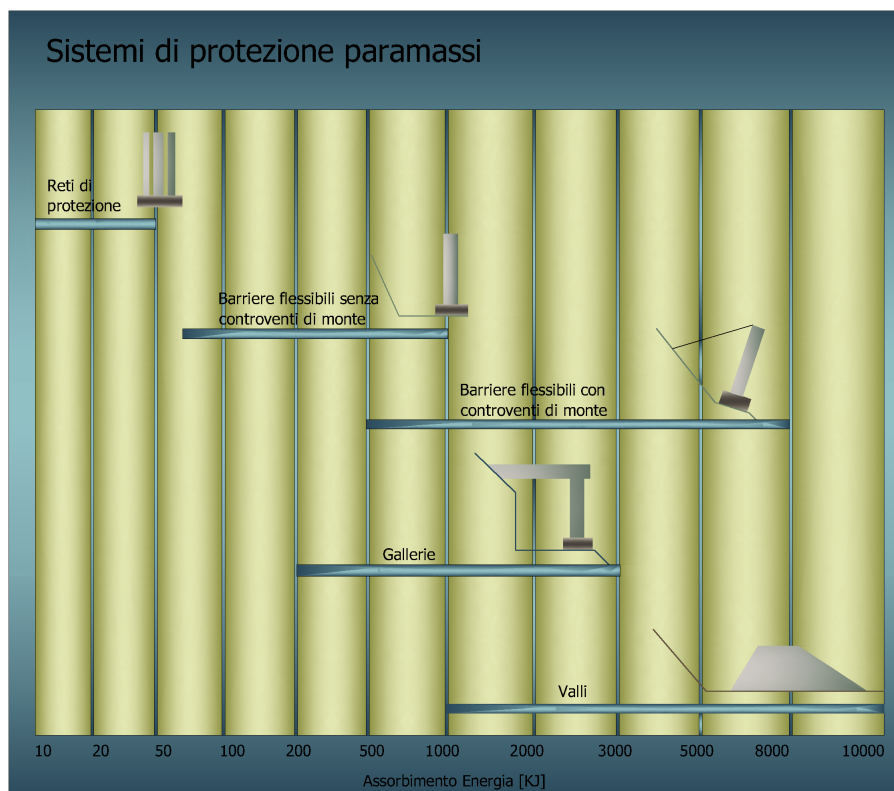 Sistemi di protezione paramassi
Reti di
protezione
Barriere flessibili senza
controventi di monte
Barriere flessibili con
controventi di monte
Gallerie
Valli
10 20 50 100 200 500 1000 2000 3000 5000 8000 10000
Assorbimento Energia [KJ]